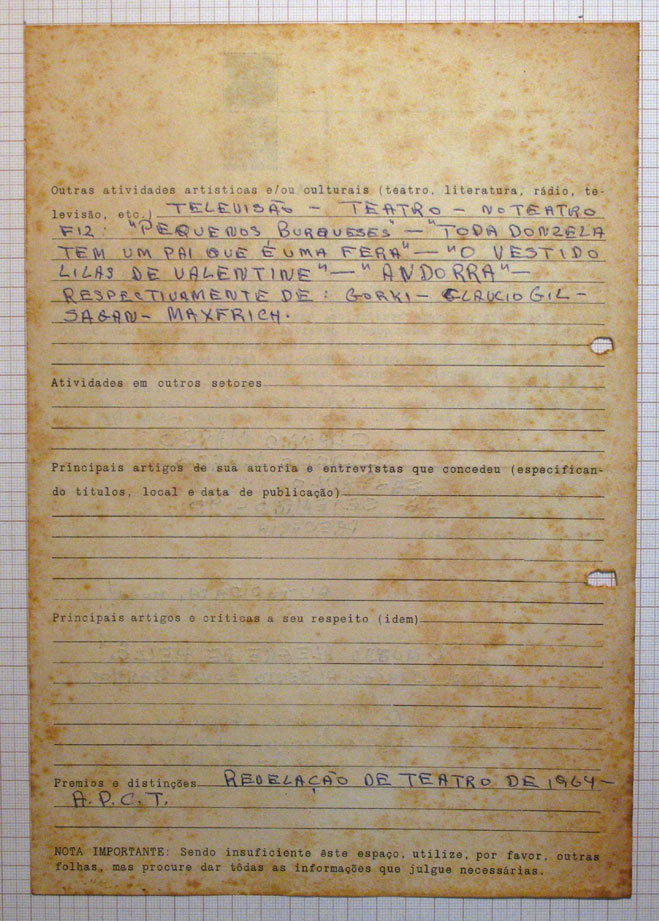 Outras atividades artísticas e/ou culturais (teatro, literatura, rádio, te-
levisão, etc.) TELEVISÃO - TEATRO - NO TEATRO
FIZ: "PEQUENOS BURGUESES" - "TODA DONZELA
TEM UM PAI QUE É UMA FERA" - "O VESTIDO
LILAS DE VALENTINE" - "ANDORRA" -
RESPECTIVAMENTE DE: GORKI - GLAUCIO GIL -
SAGAN - MAX FRICH.
Atividades em outros setores
Principais artigos de sua autoria e entrevistas que concedeu (especifican-
do títulos, local e data de publicação)
Principais artigos e críticas a seu respeito (idem)
Premios e distinções REVELAÇÃO DE TEATRO DE 1964 -
A.P.C.T.
NOTA IMPORTANTE: Sendo insuficiente êste espaço, utilize, por favor, outras
folhas, mas procure dar tôdas as informações que julgue necessárias.